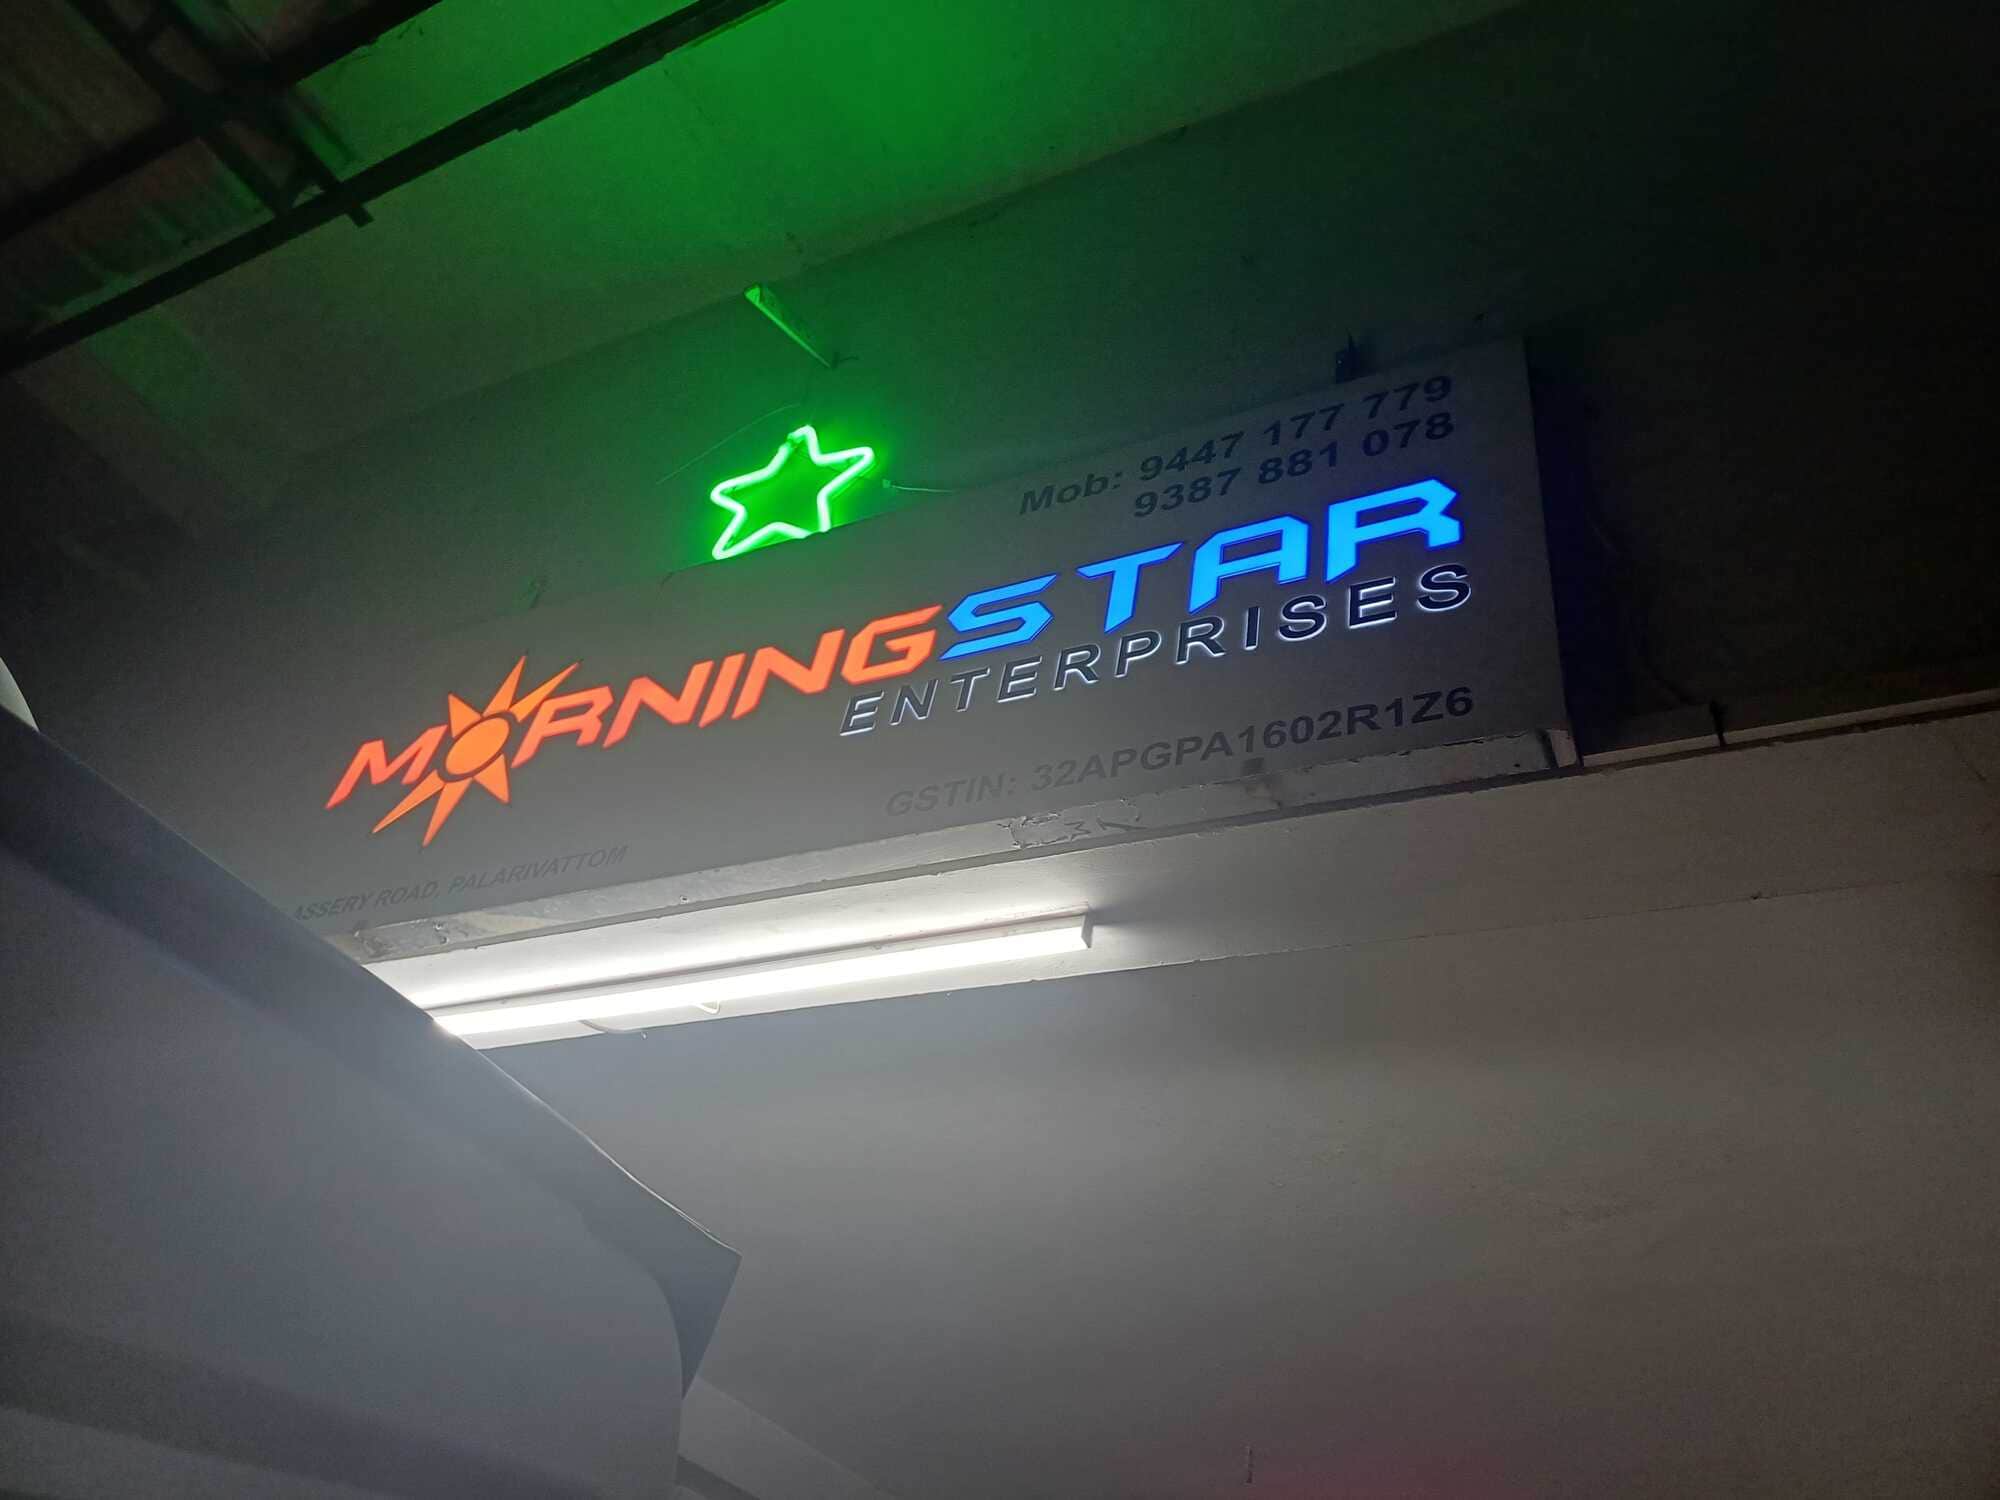 Mob: 9447 177 779
9387 881 078
MORNINGSTAR
ENTERPRISES
GSTIN: 32APGPA1602R1Z6
ASSERY ROAD, PALARIVATTOM